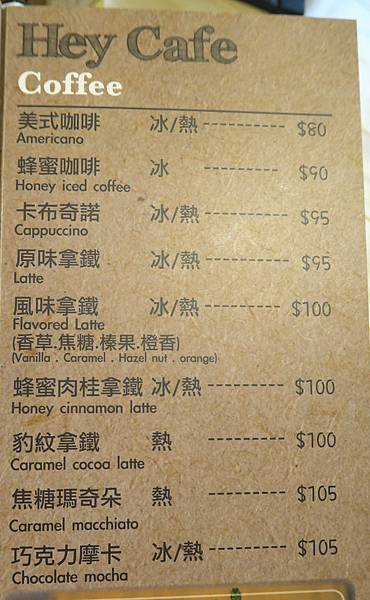 Hey Cafe
Coffee
美式咖啡 冰/熱 ---------- $80
Americano
蜂蜜咖啡 冰 --------- $90
Honey iced coffee
卡布奇諾 冰/熱 ---------- $95
Cappuccino
原味拿鐵 冰/熱 ---------- $95
Latte
風味拿鐵 冰/熱 --------- $100
Flavored Latte
(香草.焦糖.榛果.橙香)
(Vanilla . Caramel . Hazel nut . orange)
蜂蜜肉桂拿鐵 冰/熱 --------- $100
Honey cinnamon latte
豹紋拿鐵 熱 --------- $100
Caramel cocoa latte
焦糖瑪奇朵 熱 --------- $105
Caramel macchiato
巧克力摩卡 冰/熱 --------- $105
Chocolate mocha